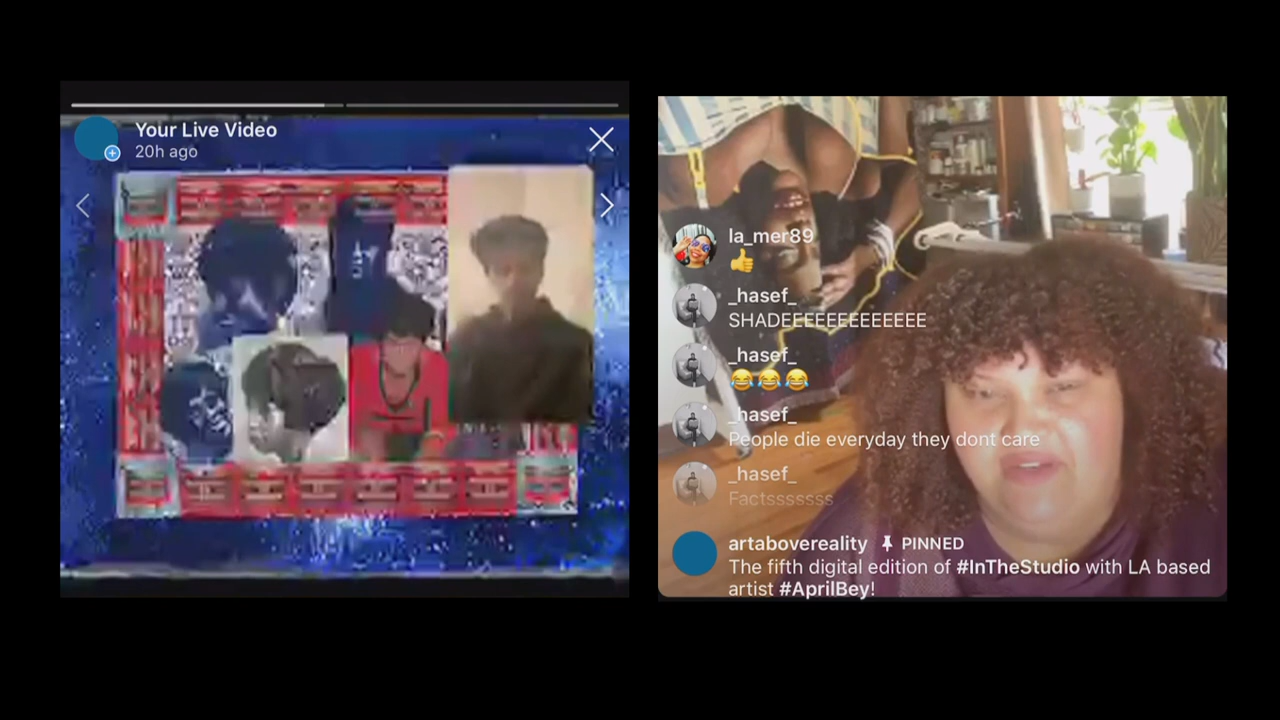 Your Live Video
20h ago
la_mer89
👍
_hasef_
SHADEEEEEEEEEEEEE
_hasef_
😂😂😂
_hasef_
People die everyday they dont care
_hasef_
Factsssssss
artabovereality PINNED
The fifth digital edition of #InTheStudio with LA based
artist #AprilBey!